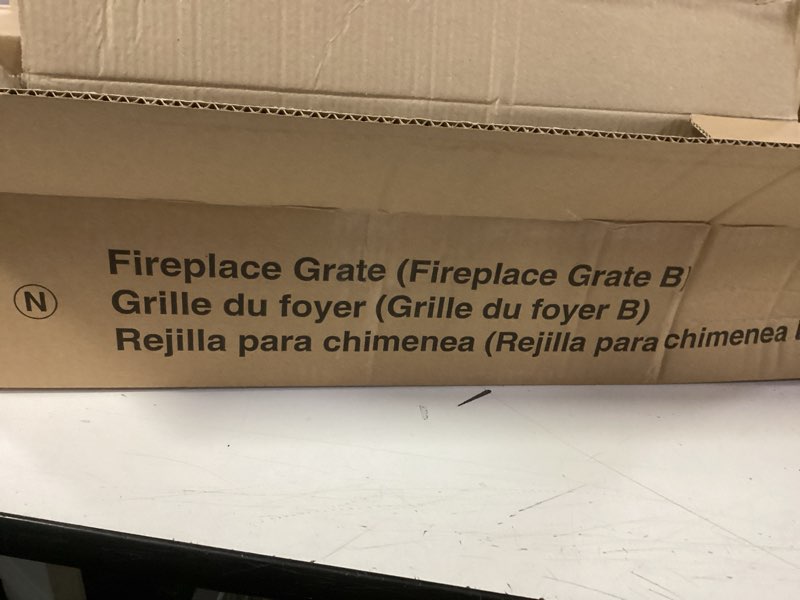 Fireplace Grate (Fireplace Grate B)
N
Grille du foyer (Grille du foyer B)
Rejilla para chimenea (Rejilla para chimenea